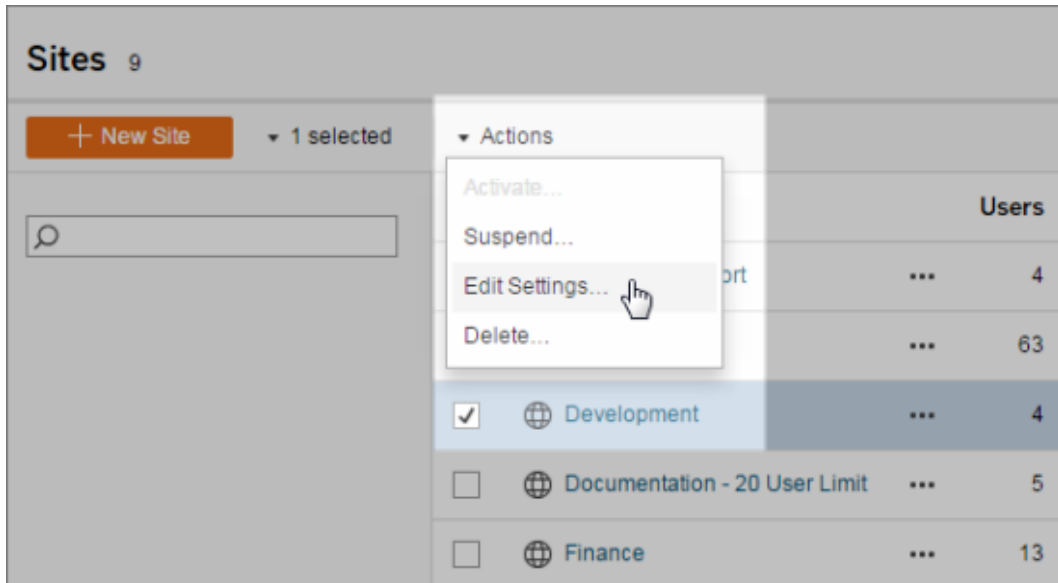 Sites 9
+ New Site
1 selected
Actions
Activate...
Users
Suspend...
Edit Settings...
ort ••• 4
Delete...
••• 63
Development ••• 4
Documentation - 20 User Limit ••• 5
Finance ••• 13